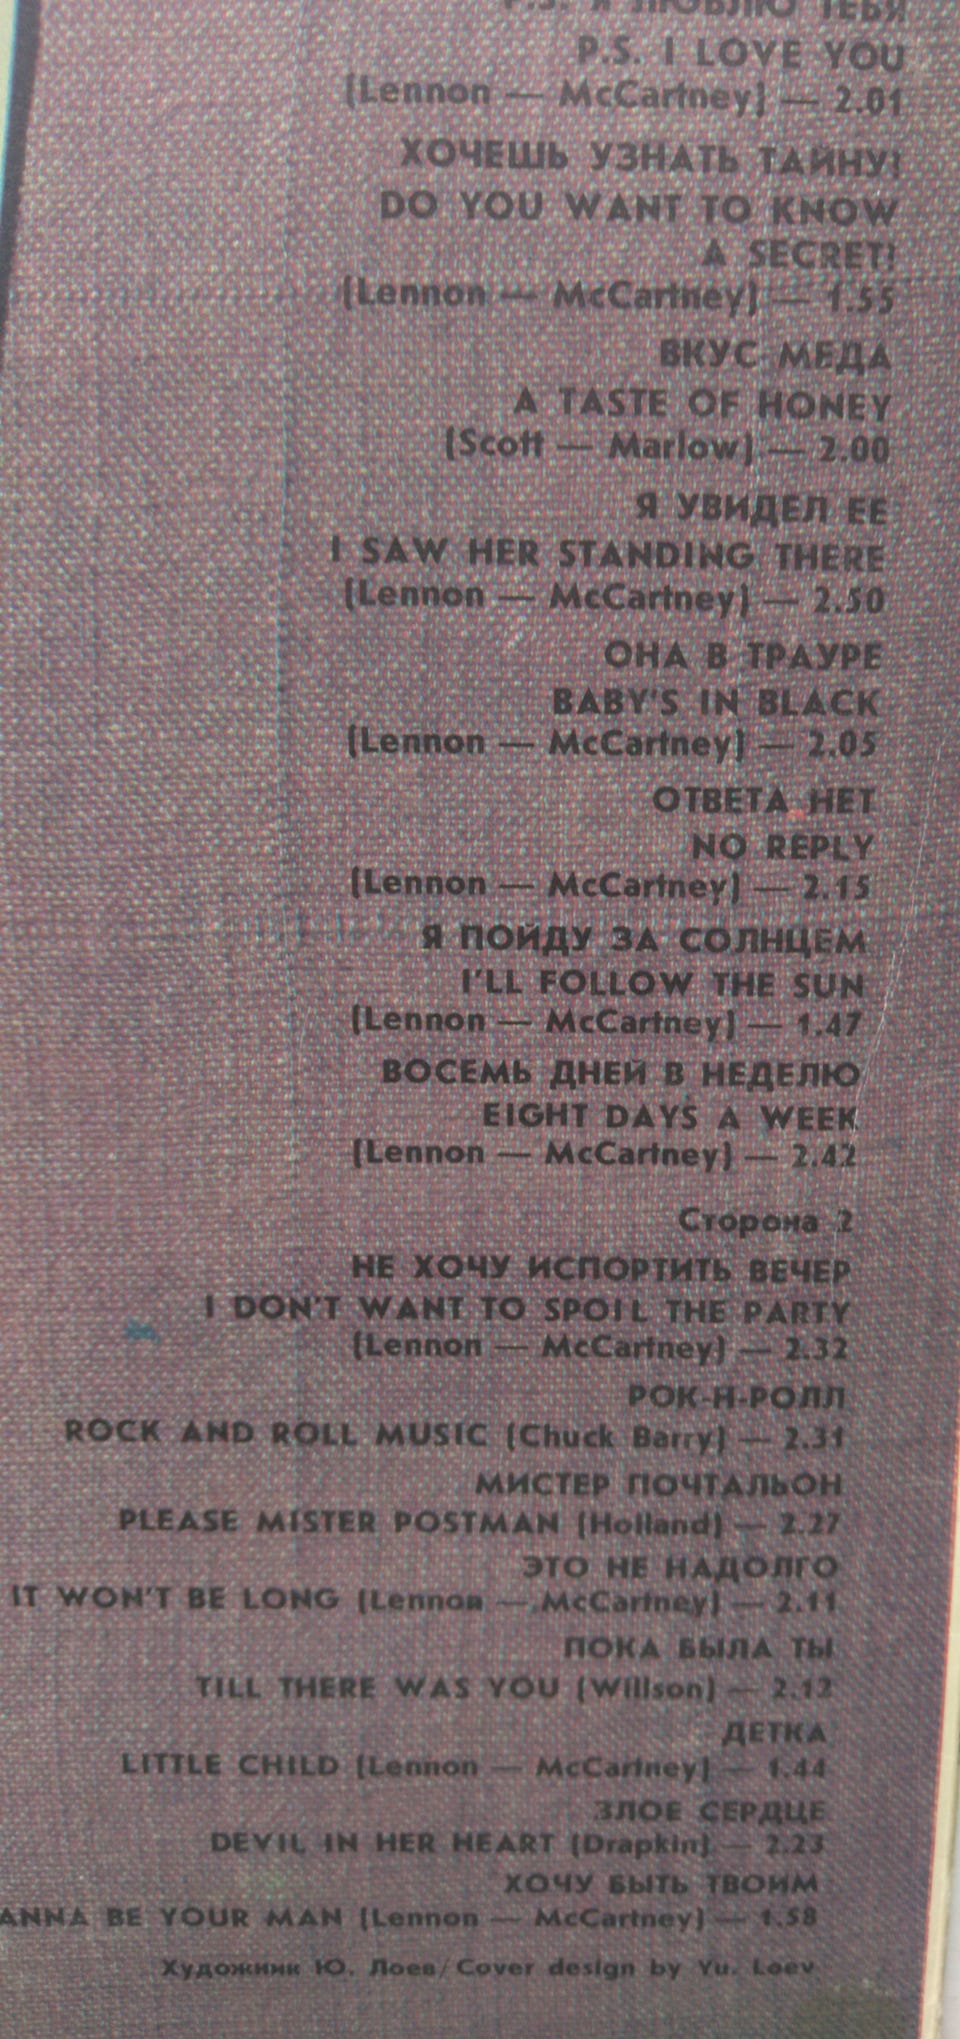 P.S. Я ЛЮБЛЮ ТЕБЯ
P.S. I LOVE YOU
(Lennon — McCartney) — 2.01
ХОЧЕШЬ УЗНАТЬ ТАЙНУ!
DO YOU WANT TO KNOW
A SECRET!
(Lennon — McCartney) — 1.55
ВКУС МЕДА
A TASTE OF HONEY
(Scott — Marlow) — 2.00
Я УВИДЕЛ ЕЕ
I SAW HER STANDING THERE
(Lennon — McCartney) — 2.50
ОНА В ТРАУРЕ
BABY'S IN BLACK
(Lennon — McCartney) — 2.05
ОТВЕТА НЕТ
NO REPLY
(Lennon — McCartney) — 2.15
Я ПОЙДУ ЗА СОЛНЦЕМ
I'LL FOLLOW THE SUN
(Lennon — McCartney) — 1.47
ВОСЕМЬ ДНЕЙ В НЕДЕЛЮ
EIGHT DAYS A WEEK
(Lennon — McCartney) — 2.42
Сторона 2
НЕ ХОЧУ ИСПОРТИТЬ ВЕЧЕР
I DON'T WANT TO SPOIL THE PARTY
(Lennon — McCartney) — 2.32
РОК-Н-РОЛЛ
ROCK AND ROLL MUSIC (Chuck Barry) — 2.31
МИСТЕР ПОЧТАЛЬОН
PLEASE MISTER POSTMAN (Holland) — 2.27
ЭТО НЕ НАДОЛГО
IT WON'T BE LONG (Lennon — McCartney) — 2.11
ПОКА БЫЛА ТЫ
TILL THERE WAS YOU (Willson) — 2.12
ДЕТКА
LITTLE CHILD (Lennon — McCartney) — 1.44
ЗЛОЕ СЕРДЦЕ
DEVIL IN HER HEART (Drapkin) — 2.23
ХОЧУ БЫТЬ ТВОИМ
ANNA BE YOUR MAN (Lennon — McCartney) — 1.58
Художник Ю. Лоев/Cover design by Yu. Loev